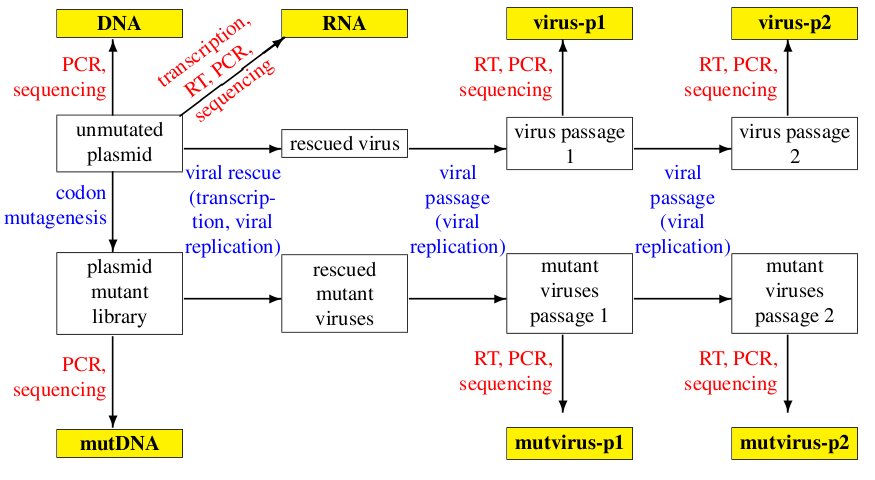 DNA
RNA
virus-p1
virus-p2
PCR,
sequencing
transcription,
RT, PCR,
sequencing
RT, PCR,
sequencing
RT, PCR,
sequencing
unmutated
plasmid
rescued virus
virus passage
1
virus passage
2
codon
mutagenesis
viral rescue
(transcrip-
tion, viral
replication)
viral
passage
(viral
replication)
viral
passage
(viral
replication)
plasmid
mutant
library
rescued
mutant
viruses
mutant
viruses
passage 1
mutant
viruses
passage 2
PCR,
sequencing
RT, PCR,
sequencing
RT, PCR,
sequencing
mutDNA
mutvirus-p1
mutvirus-p2